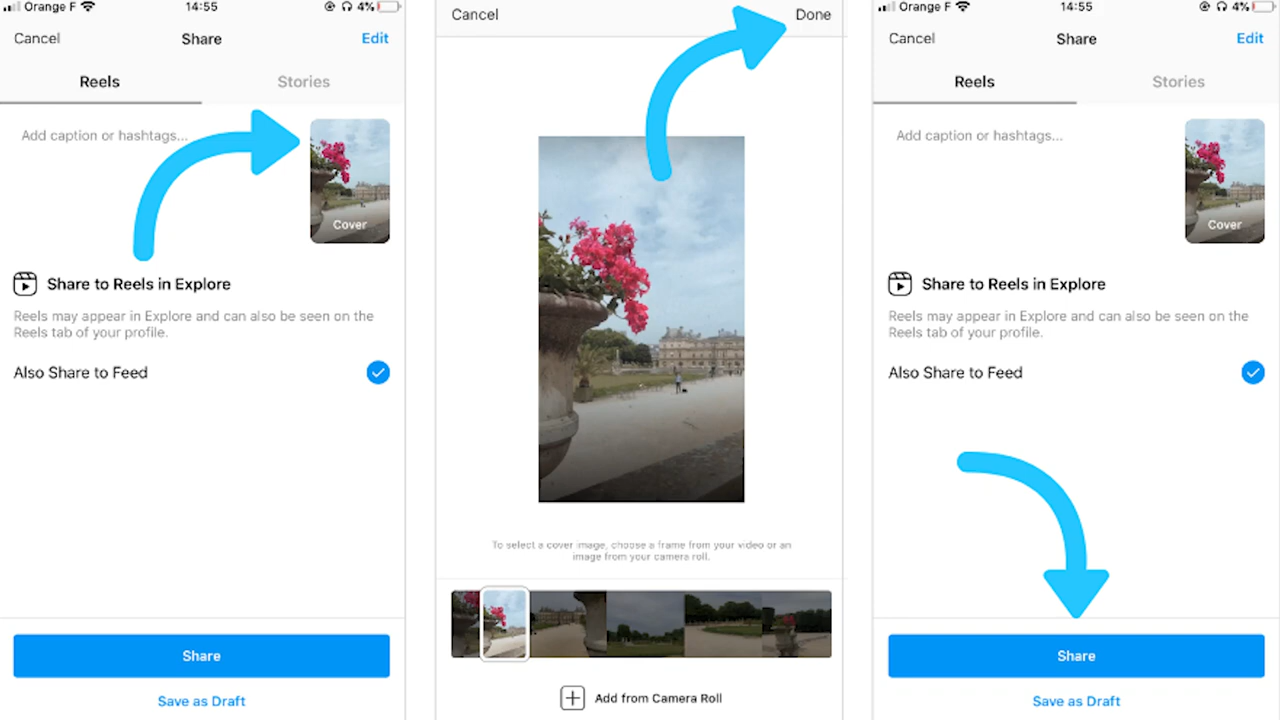 Orange F 14:55 4%
Cancel Share Edit
Reels Stories
Add caption or hashtags...
Cover
Share to Reels in Explore
Reels may appear in Explore and can also be seen on the
Reels tab of your profile.
Also Share to Feed
Share
Save as Draft
Cancel Done
To select a cover image, choose a frame from your video or an
image from your camera roll.
Add from Camera Roll
Orange F 14:55 4%
Cancel Share Edit
Reels Stories
Add caption or hashtags...
Cover
Share to Reels in Explore
Reels may appear in Explore and can also be seen on the
Reels tab of your profile.
Also Share to Feed
Share
Save as Draft